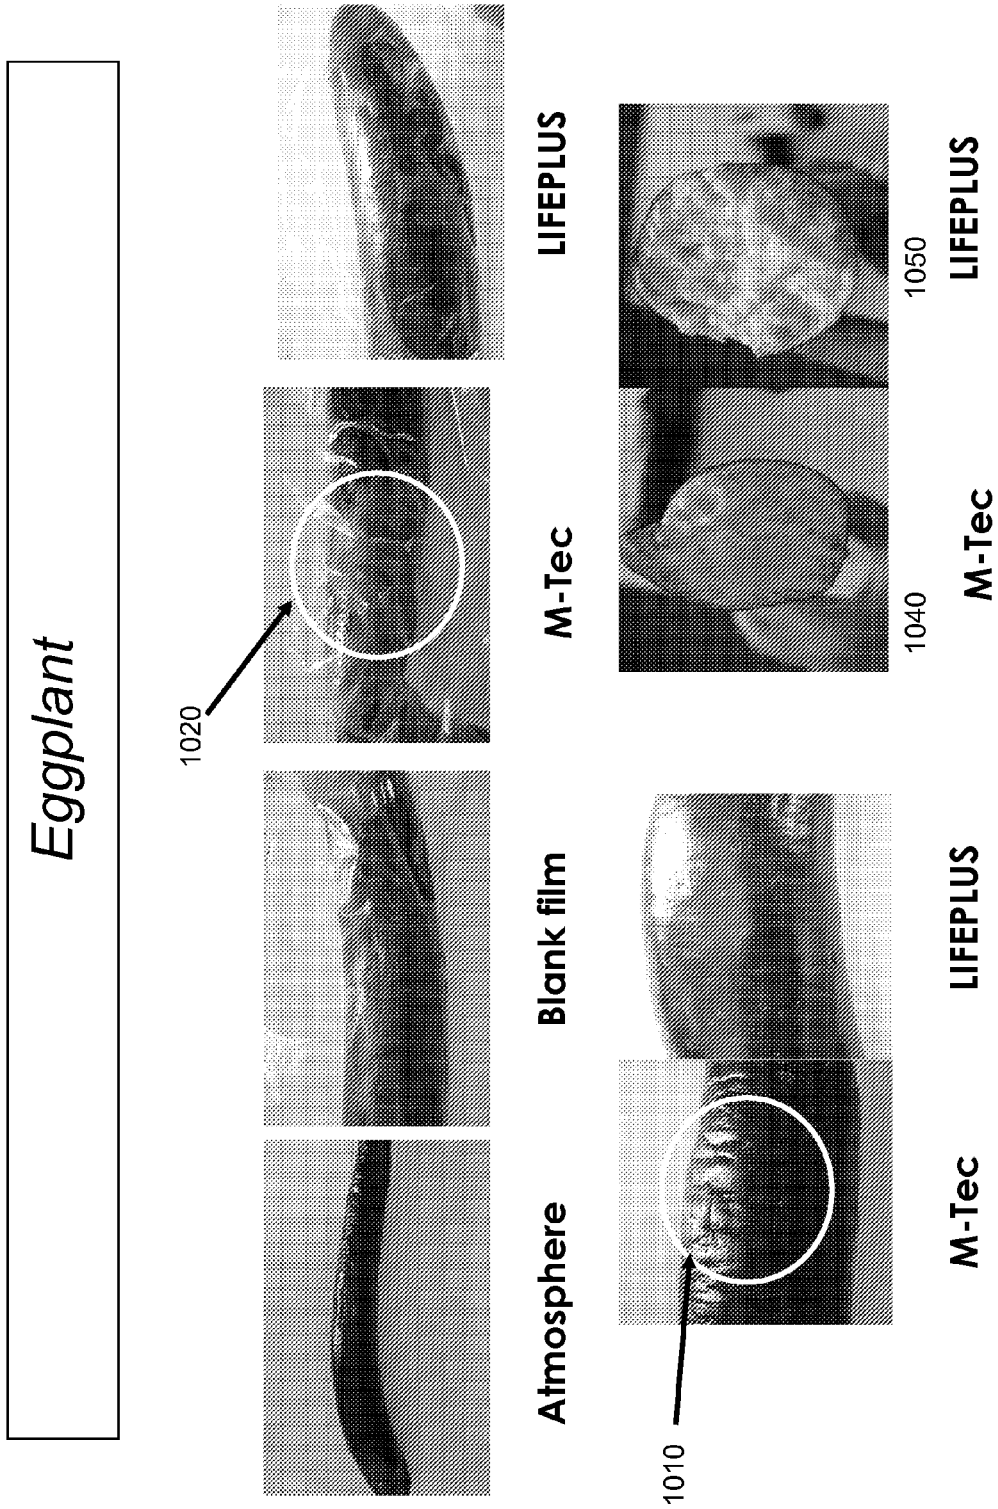 Eggplant
1020
Atmosphere
Blank film
M-Tec
LIFEPLUS
1010
1040
1050
M-Tec
LIFEPLUS
M-Tec
LIFEPLUS